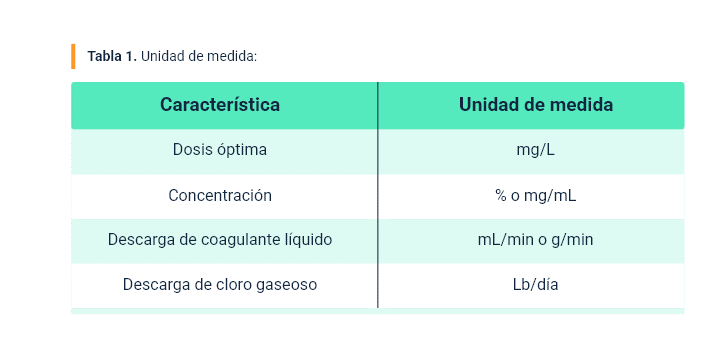 Tabla 1. Unidad de medida:
Característica Unidad de medida
Dosis óptima mg/L
Concentración % o mg/mL
Descarga de coagulante líquido mL/min o g/min
Descarga de cloro gaseoso Lb/día